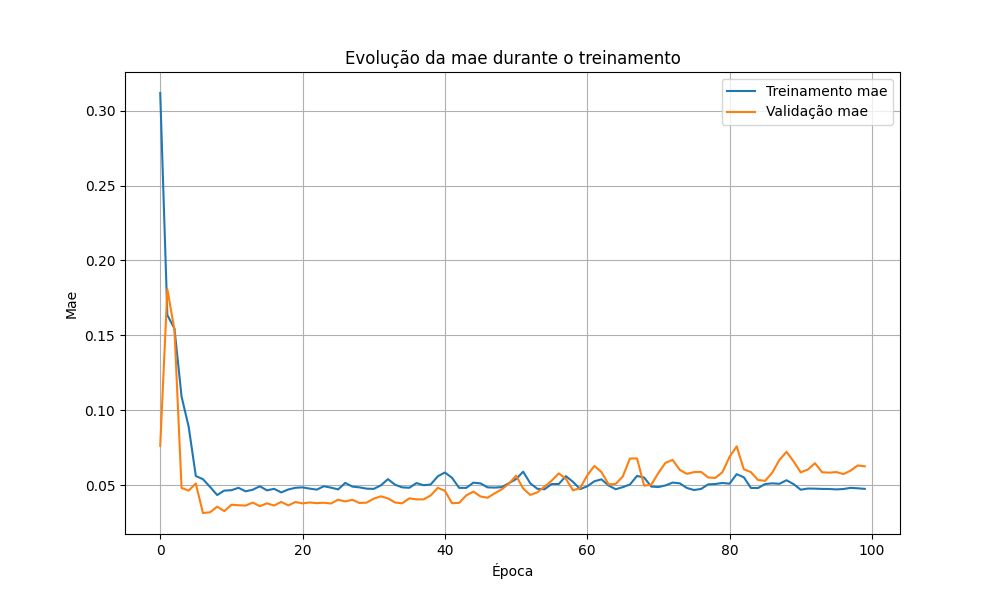 Evolução da mae durante o treinamento
Treinamento mae
Validação mae
0.30
0.25
0.20
0.15
0.10
0.05
Mae
0 20 40 60 80 100
Época